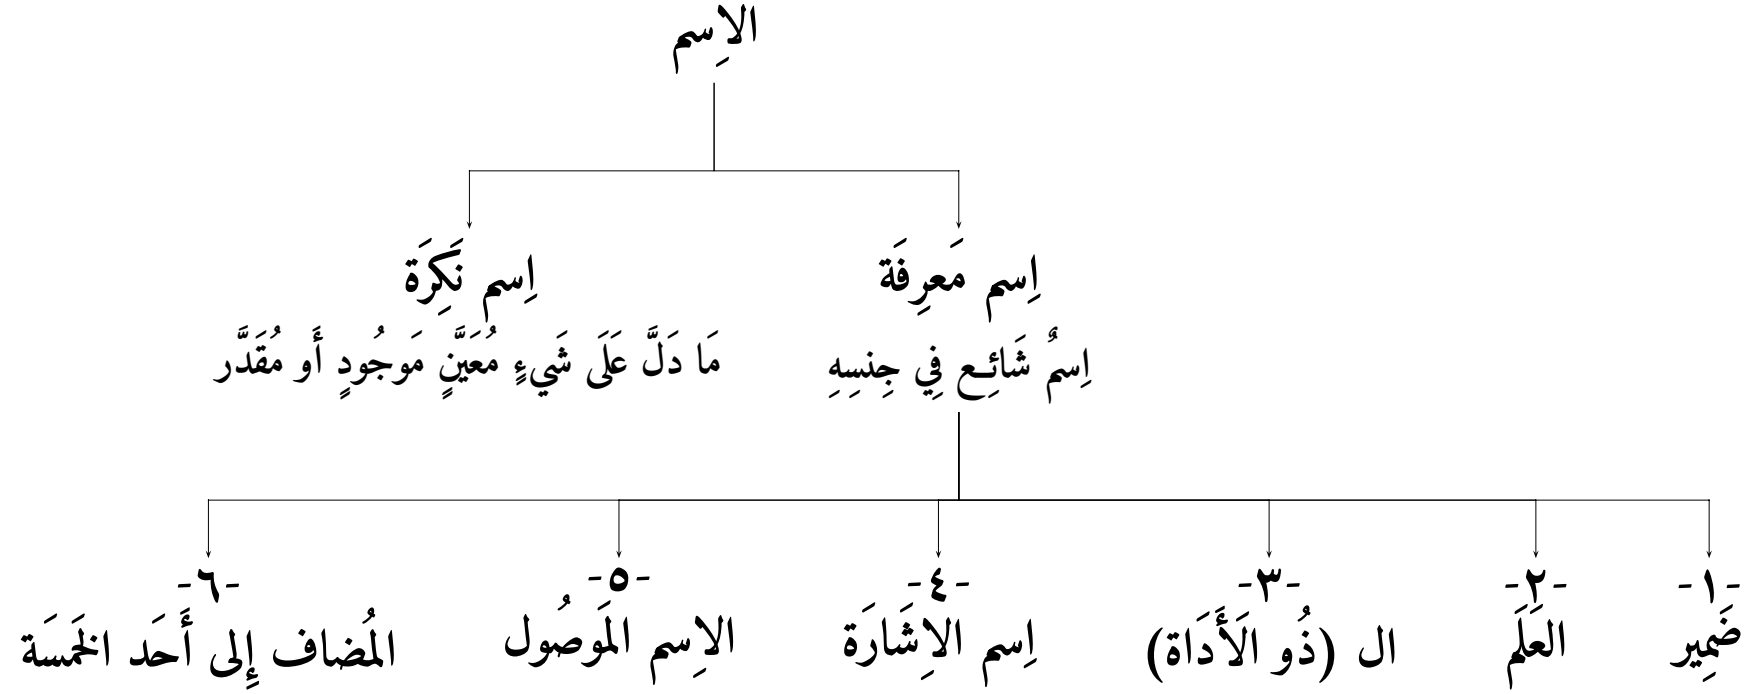 الاِسم
اِسم مَعرِفَة
اِسمٌ شَائِع فِي جِنسِهِ
اِسم نَكِرَة
مَا دَلَّ عَلَى شَيءٍ مُعَيَّنٍ مَوجُودٍ أَو مُقَدَّر
-١-
ضَمِير
-٢-
العَلَم
-٣-
ال (ذُو الَأَدَاة)
-٤-
اِسم الاِشَارَة
-٥-
الاِسم المَوصُول
-٦-
المُضاف إِلى أَحَد الخَمسَة